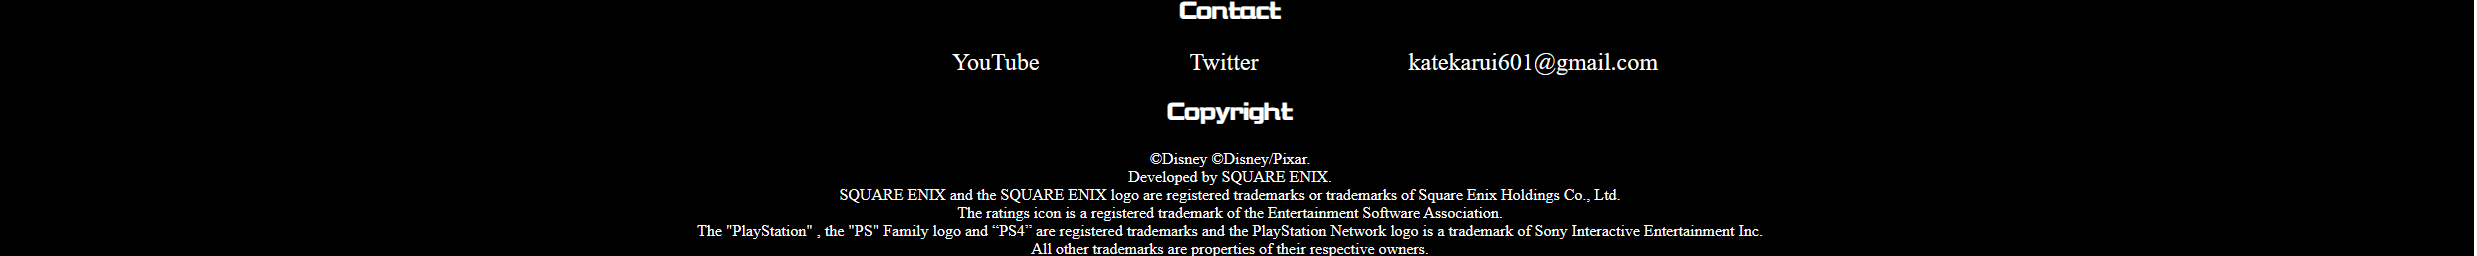 Contact
YouTube Twitter katekarui601@gmail.com
Copyright
©Disney ©Disney/Pixar.
Developed by SQUARE ENIX.
SQUARE ENIX and the SQUARE ENIX logo are registered trademarks or trademarks of Square Enix Holdings Co., Ltd.
The ratings icon is a registered trademark of the Entertainment Software Association.
The "PlayStation" , the "PS" Family logo and “PS4” are registered trademarks and the PlayStation Network logo is a trademark of Sony Interactive Entertainment Inc.
All other trademarks are properties of their respective owners.